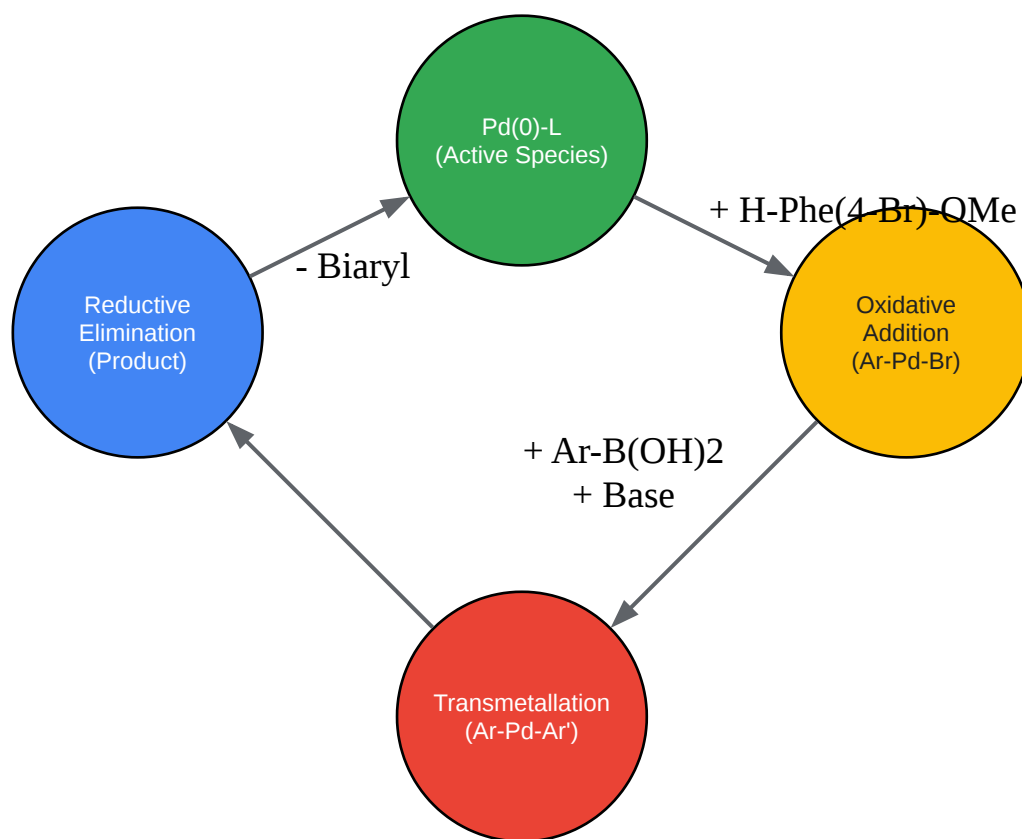 Pd(0)-L
(Active Species)
+ H-Phe(4-Br)-OMe
- Biaryl
Reductive
Elimination
(Product)
Oxidative
Addition
(Ar-Pd-Br)
+ Ar-B(OH)2
+ Base
Transmetallation
(Ar-Pd-Ar')